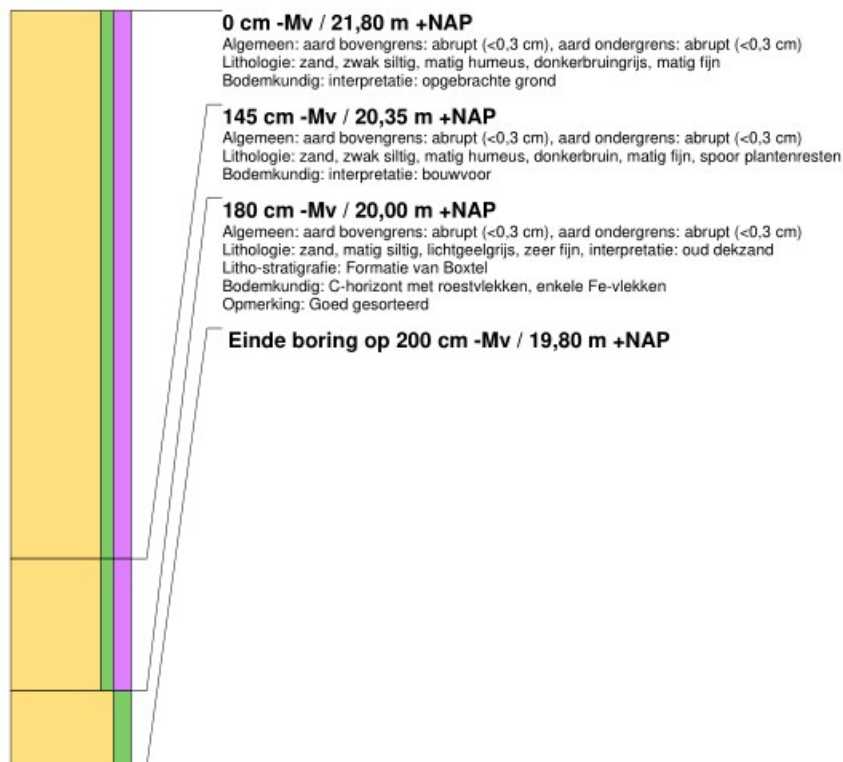 0 cm -Mv / 21,80 m +NAP
Algemeen: aard bovengrens: abrupt (<0,3 cm), aard ondergrens: abrupt (<0,3 cm)
Lithologie: zand, zwak siltig, matig humeus, donkerbruingrijs, matig fijn
Bodemkundig: interpretatie: opgebrachte grond
145 cm -Mv / 20,35 m +NAP
Algemeen: aard bovengrens: abrupt (<0,3 cm), aard ondergrens: abrupt (<0,3 cm)
Lithologie: zand, zwak siltig, matig humeus, donkerbruin, matig fijn, spoor plantenresten
Bodemkundig: interpretatie: bouwvoor
180 cm -Mv / 20,00 m +NAP
Algemeen: aard bovengrens: abrupt (<0,3 cm), aard ondergrens: abrupt (<0,3 cm)
Lithologie: zand, matig siltig, lichtgeelgrijs, zeer fijn, interpretatie: oud dekzand
Litho-stratigrafie: Formatie van Boxtel
Bodemkundig: C-horizont met roestvlekken, enkele Fe-vlekken
Opmerking: Goed gesorteerd
Einde boring op 200 cm -Mv / 19,80 m +NAP